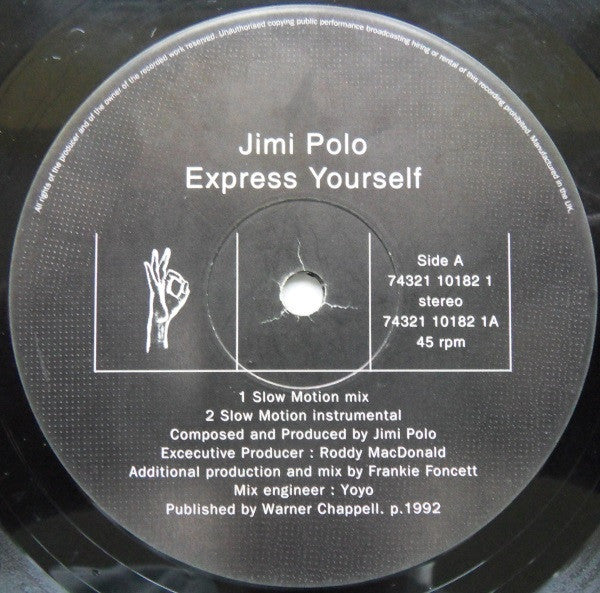 All rights of the producer and of the owner of the recorded work reserved. Unauthorised copying public performance broadcasting hiring or rental of this recording prohibited. Manufactured in the UK.
Jimi Polo
Express Yourself
Side A
74321 10182 1
stereo
74321 10182 1A
45 rpm
1 Slow Motion mix
2 Slow Motion instrumental
Composed and Produced by Jimi Polo
Excecutive Producer : Roddy MacDonald
Additional production and mix by Frankie Foncett
Mix engineer : Yoyo
Published by Warner Chappell. p.1992